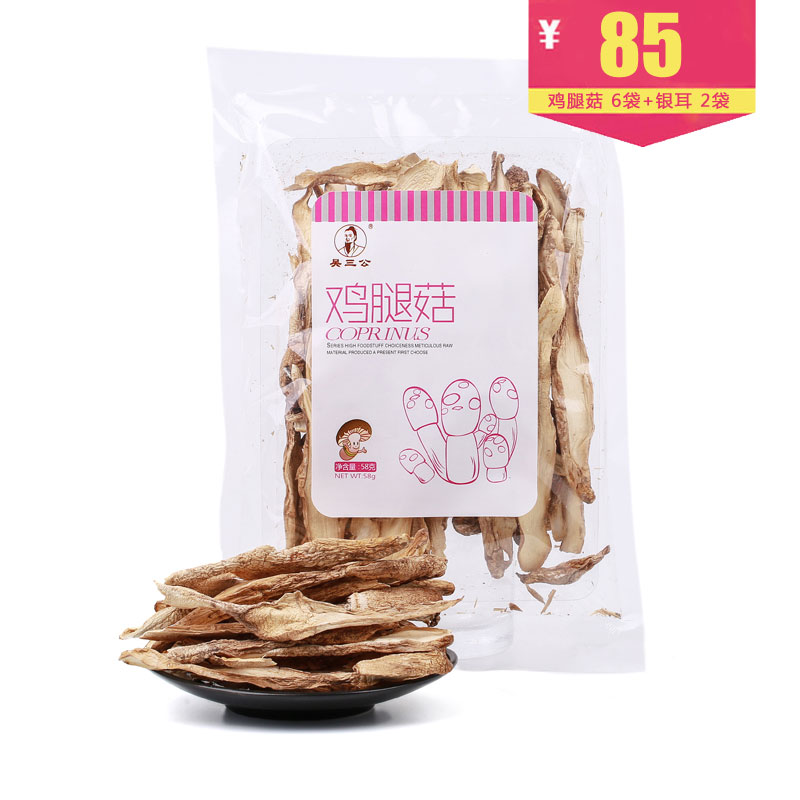 ¥ 85
鸡腿菇 6袋+银耳 2袋
®
吴三公
鸡腿菇
COPRINUS
SERIES HIGH FOODSTUFF CHOICENESS METICULOUS RAW
MATERIAL PRODUCED A PRESENT FIRST CHOOSE
净含量:58克
NET WT:58g